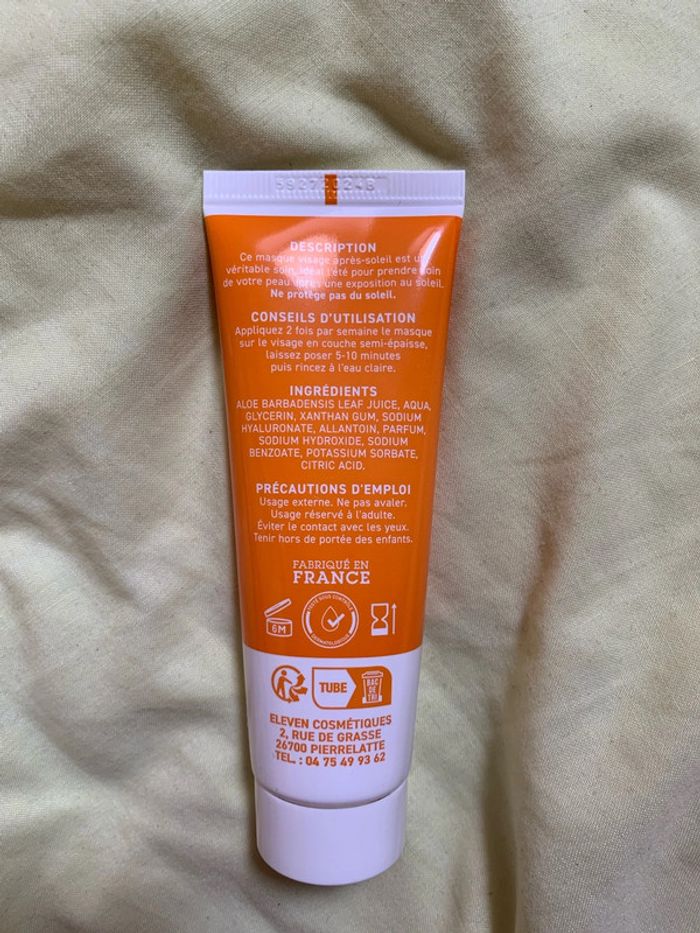 DESCRIPTION
Ce masque visage après-soleil est un
véritable soin, idéal l'été pour prendre soin
de votre peau après une exposition au soleil.
Ne protège pas du soleil.
CONSEILS D'UTILISATION
Appliquez 2 fois par semaine le masque
sur le visage en couche semi-épaisse,
laissez poser 5-10 minutes
puis rincez à l'eau claire.
INGRÉDIENTS
ALOE BARBADENSIS LEAF JUICE, AQUA,
GLYCERIN, XANTHAN GUM, SODIUM
HYALURONATE, ALLANTOIN, PARFUM,
SODIUM HYDROXIDE, SODIUM
BENZOATE, POTASSIUM SORBATE,
CITRIC ACID.
PRÉCAUTIONS D'EMPLOI
Usage externe. Ne pas avaler.
Usage réservé à l'adulte.
Éviter le contact avec les yeux.
Tenir hors de portée des enfants.
FABRIQUÉ EN
FRANCE
6M
TESTÉ SOUS CONTRÔLE
DERMATOLOGIQUE
TUBE
BAC
DE
TRI
ELEVEN COSMÉTIQUES
2, RUE DE GRASSE
26700 PIERRELATTE
TEL. : 04 75 49 93 62